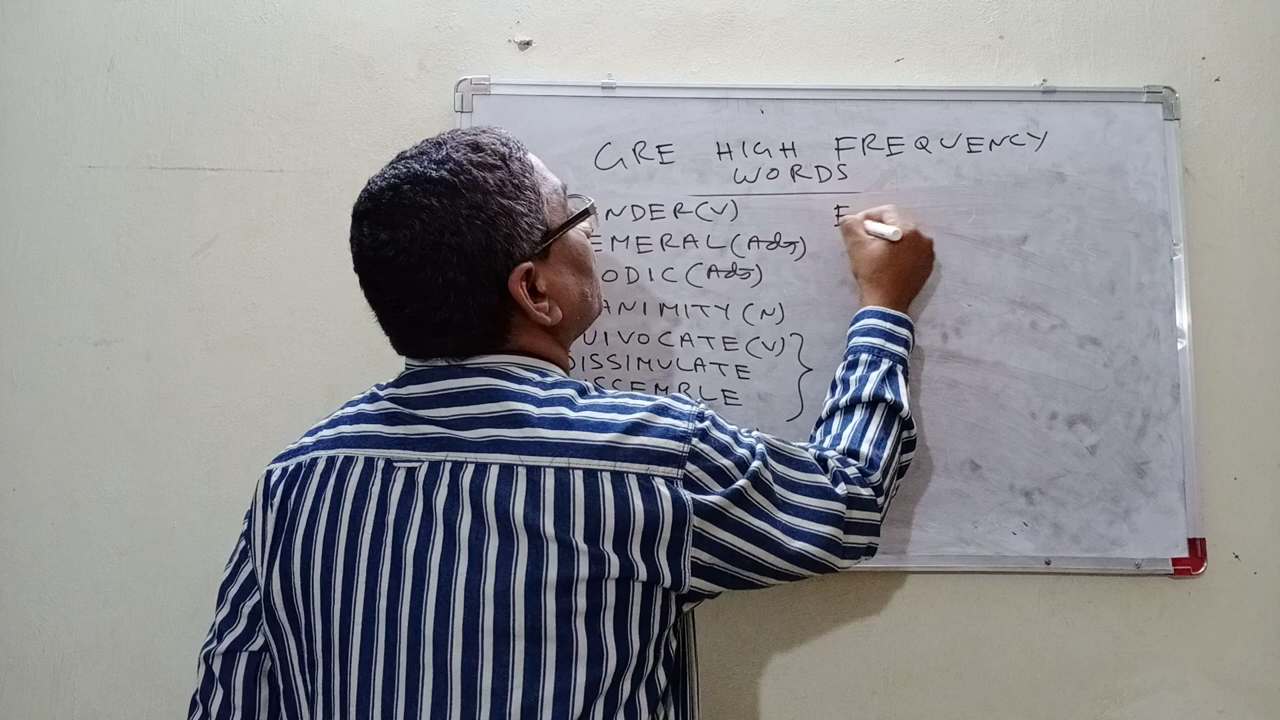 GRE HIGH FREQUENCY
WORDS
NDER(V)
EMERAL(Adj)
ODIC(Adj)
ANIMITY(N)
UIVOCATE(V)
DISSIMULATE
SSEMBLE
E